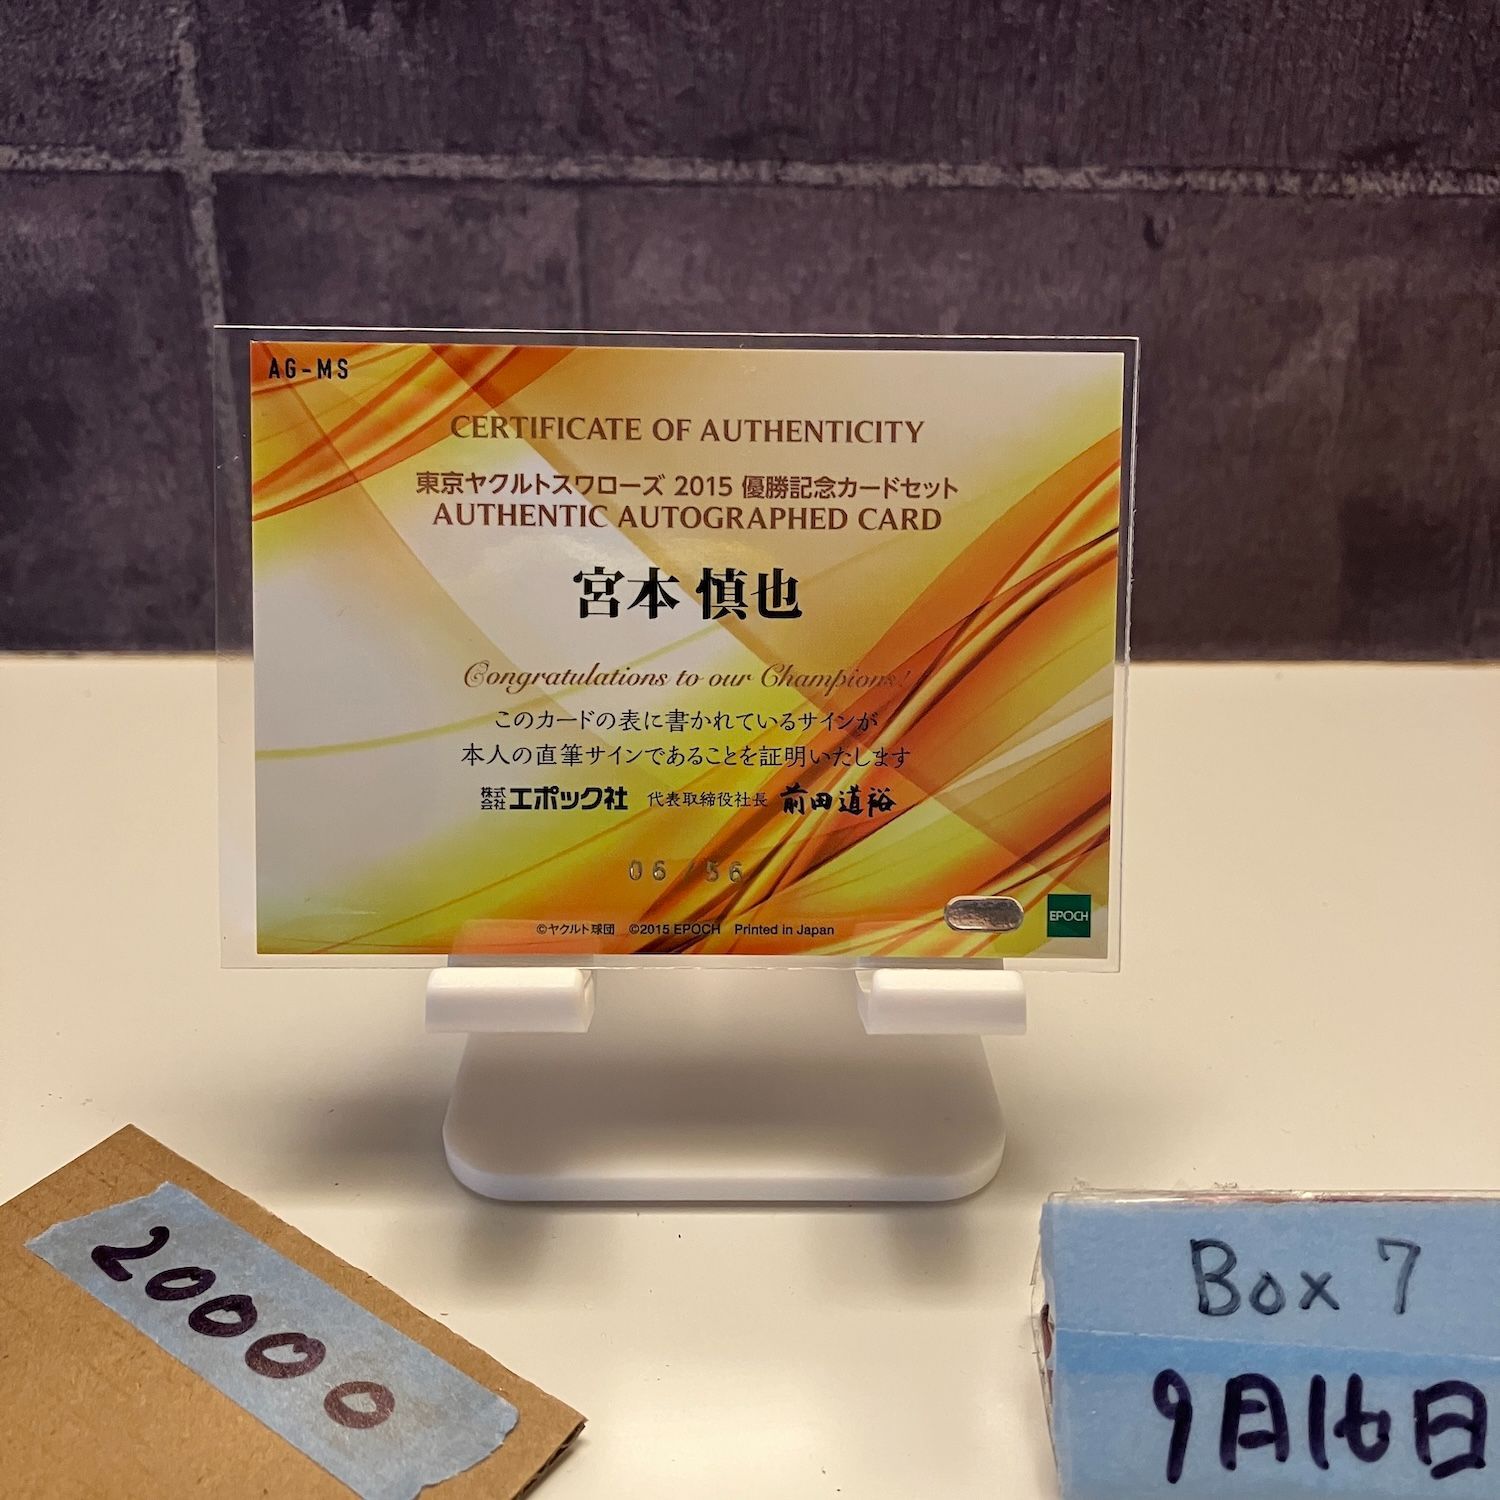 AG-MS
CERTIFICATE OF AUTHENTICITY
東京ヤクルトスワローズ 2015 優勝記念カードセット
AUTHENTIC AUTOGRAPHED CARD
宮本 慎也
Congratulations to our Champions!
このカードの表に書かれているサインが
本人の直筆サインであることを証明いたします
株式会社エポック社 代表取締役社長 前田道裕
06/56
©ヤクルト球団 ©2015 EPOCH Printed in Japan
EPOCH
20000
Box 7
9月16日